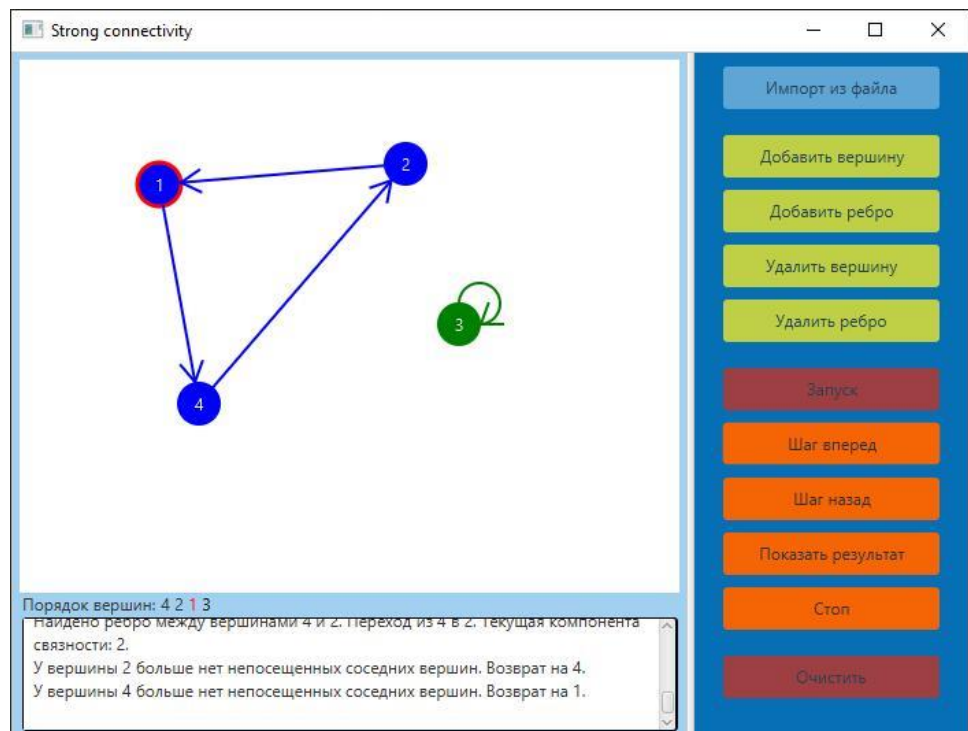 Strong connectivity
1
2
3
4
Порядок вершин: 4 2 1 3
Найдено ребро между вершинами 4 и 2. Переход из 4 в 2. Текущая компонента
связности: 2.
У вершины 2 больше нет непосещенных соседних вершин. Возврат на 4.
У вершины 4 больше нет непосещенных соседних вершин. Возврат на 1.
Импорт из файла
Добавить вершину
Добавить ребро
Удалить вершину
Удалить ребро
Запуск
Шаг вперед
Шаг назад
Показать результат
Стоп
Очистить